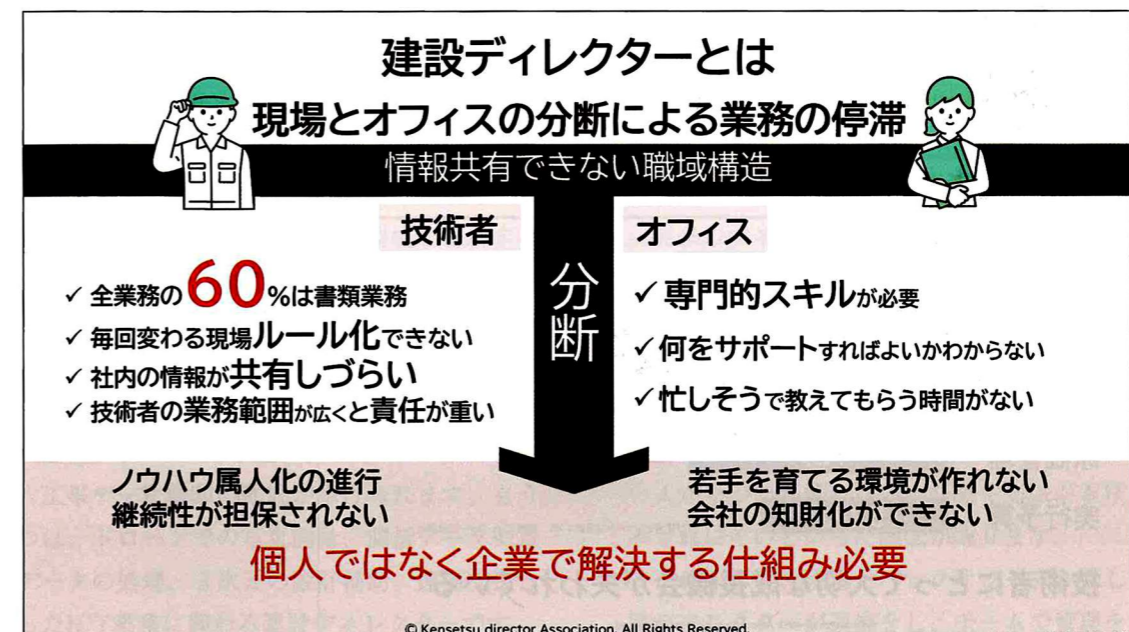 建設ディレクターとは
現場とオフィスの分断による業務の停滞
情報共有できない職域構造
技術者
✓ 全業務の60%は書類業務
✓ 毎回変わる現場ルール化できない
✓ 社内の情報が共有しづらい
✓ 技術者の業務範囲が広くと責任が重い
分断
オフィス
✓ 専門的スキルが必要
✓ 何をサポートすればよいかわからない
✓ 忙しそうで教えてもらう時間がない
ノウハウ属人化の進行
継続性が担保されない
若手を育てる環境が作れない
会社の知財化ができない
個人ではなく企業で解決する仕組み必要
© Kensetsu director Association. All Rights Reserved.